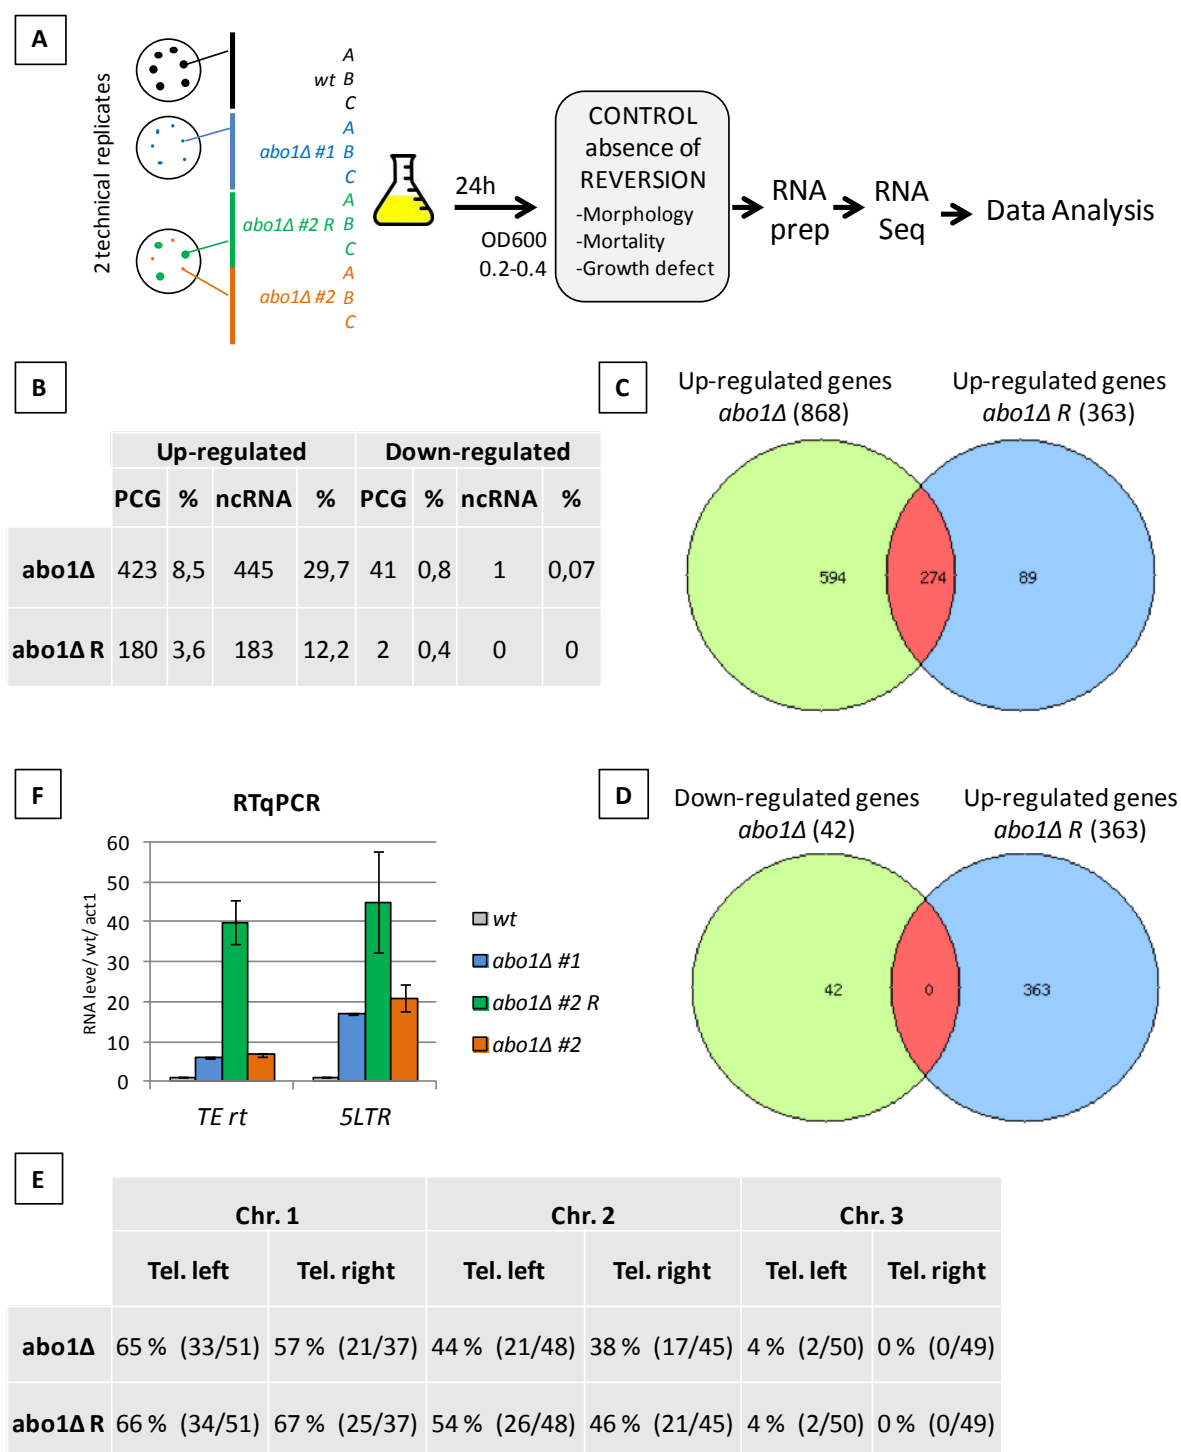 A
2 technical replicates
wt
A
B
C
abo1Δ #1
A
B
C
abo1Δ #2 R
A
B
C
abo1Δ #2
A
B
C
24h
OD600
0.2-0.4
CONTROL
absence of
REVERSION
-Morphology
-Mortality
-Growth defect
RNA
prep
RNA
Seq
Data Analysis
B
Up-regulated Down-regulated
PCG % ncRNA % PCG % ncRNA %
abo1Δ 423 8,5 445 29,7 41 0,8 1 0,07
abo1Δ R 180 3,6 183 12,2 2 0,4 0 0
C
Up-regulated genes
abo1Δ (868)
Up-regulated genes
abo1Δ R (363)
594 274 89
F
RTqPCR
RNA leve/ wt/ act1
60
50
40
30
20
10
0
TE rt 5LTR
wt
abo1Δ #1
abo1Δ #2 R
abo1Δ #2
D
Down-regulated genes
abo1Δ (42)
Up-regulated genes
abo1Δ R (363)
42 0 363
E
Chr. 1 Chr. 2 Chr. 3
Tel. left Tel. right Tel. left Tel. right Tel. left Tel. right
abo1Δ 65 % (33/51) 57 % (21/37) 44 % (21/48) 38 % (17/45) 4 % (2/50) 0 % (0/49)
abo1Δ R 66 % (34/51) 67 % (25/37) 54 % (26/48) 46 % (21/45) 4 % (2/50) 0 % (0/49)